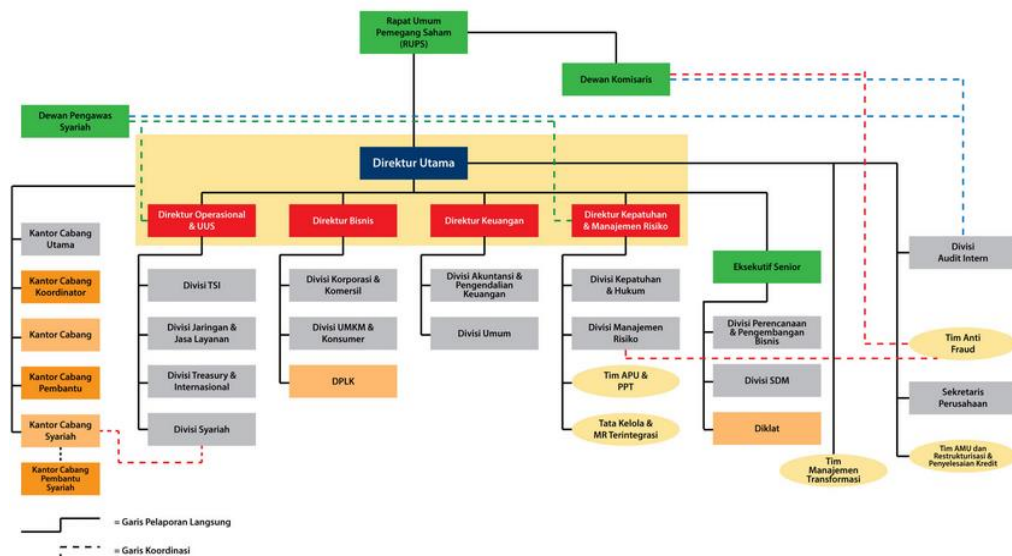 Rapat Umum
Pemegang Saham
(RUPS)
Dewan Komisaris
Dewan Pengawas
Syariah
Direktur Utama
Direktur Operasional
& UUS
Direktur Bisnis
Direktur Keuangan
Direktur Kepatuhan
& Manajemen Risiko
Kantor Cabang
Utama
Kantor Cabang
Koordinator
Kantor Cabang
Kantor Cabang
Pembantu
Kantor Cabang
Syariah
Kantor Cabang
Pembantu
Syariah
Divisi TSI
Divisi Jaringan &
Jasa Layanan
Divisi Treasury &
Internasional
Divisi Syariah
Divisi Korporasi &
Komersil
Divisi UMKM &
Konsumer
DPLK
Divisi Akuntansi &
Pengendalian
Keuangan
Divisi Umum
Divisi Kepatuhan
& Hukum
Divisi Manajemen
Risiko
Tim APU &
PPT
Tata Kelola &
MR Terintegrasi
Eksekutif Senior
Divisi Perencanaan
& Pengembangan
Bisnis
Divisi SDM
Diklat
Tim
Manajemen
Transformasi
Divisi
Audit Intern
Tim Anti
Fraud
Sekretaris
Perusahaan
Tim AMU dan
Restrukturisasi &
Penyelesaian Kredit
= Garis Pelaporan Langsung
= Garis Koordinasi